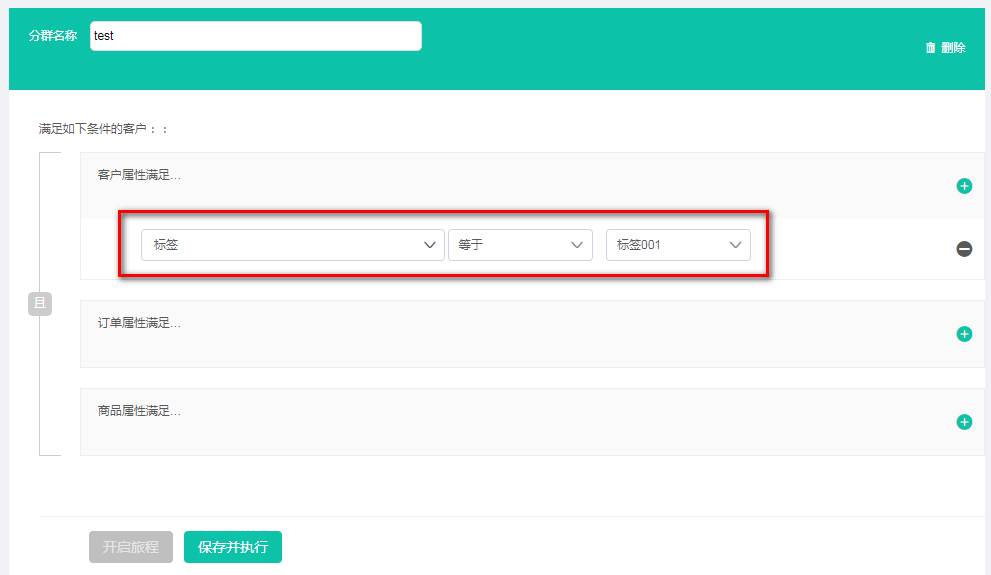 分群名称 test
删除
满足如下条件的客户：：
客户属性满足...
标签 等于 标签001
且
订单属性满足...
商品属性满足...
开启旅程 保存并执行